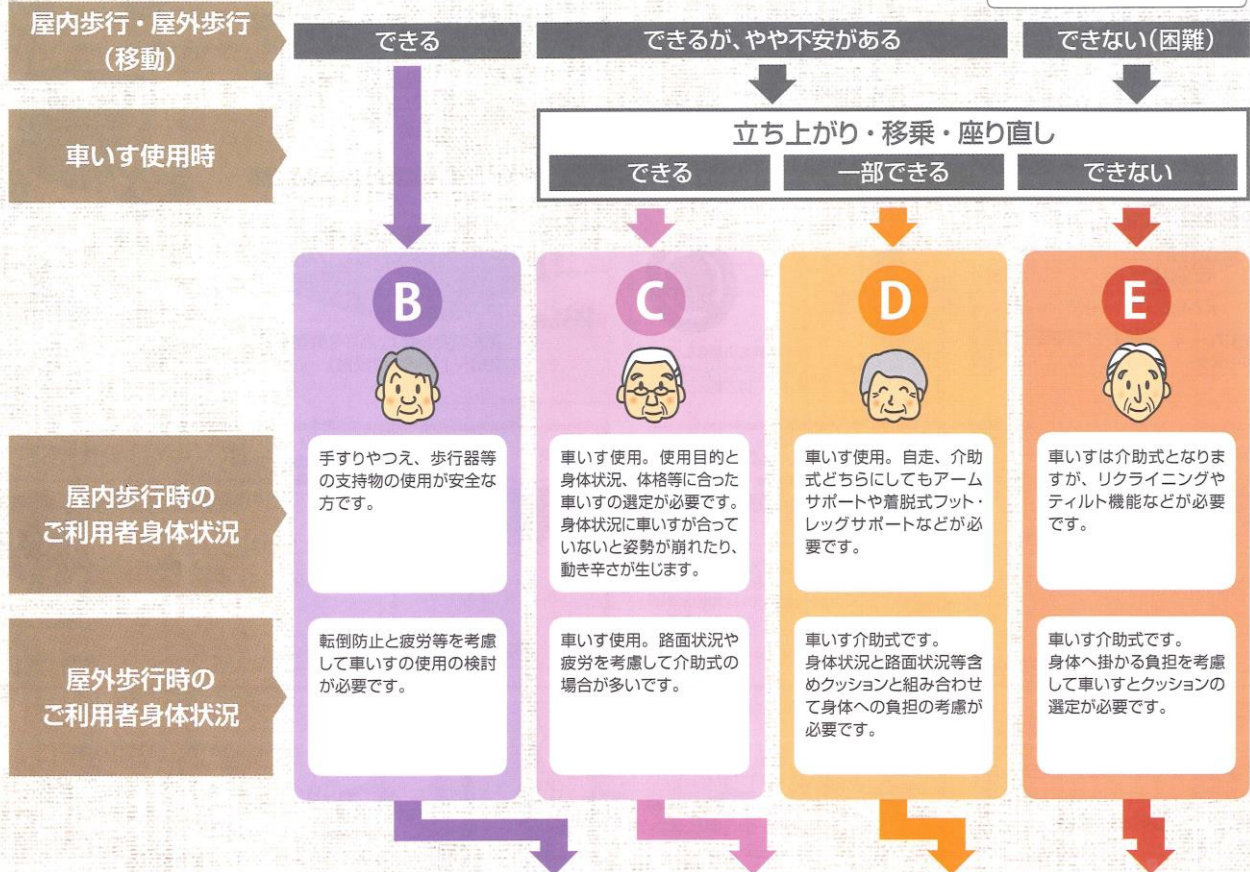 屋内歩行・屋外歩行
(移動)
できる
できるが、やや不安がある
できない(困難)
車いす使用時
立ち上がり・移乗・座り直し
できる
一部できる
できない
B
C
D
E
屋内歩行時の
ご利用者身体状況
手すりやつえ、歩行器等
の支持物の使用が安全な
方です。
車いす使用。使用目的と
身体状況、体格等に合った
車いすの選定が必要です。
身体状況に車いすが合って
いないと姿勢が崩れたり、
動き辛さが生じます。
車いす使用。自走、介助
式どちらにしてもアーム
サポートや着脱式フット・
レッグサポートなどが必
要です。
車いすは介助式となりま
すが、リクライニングや
ティルト機能などが必要
です。
屋外歩行時の
ご利用者身体状況
転倒防止と疲労等を考慮
して車いすの使用の検討
が必要です。
車いす使用。路面状況や
疲労を考慮して介助式の
場合が多いです。
車いす介助式です。
身体状況と路面状況等含
めクッションと組み合わせ
て身体への負担の考慮が
必要です。
車いす介助式です。
身体へ掛かる負担を考慮
して車いすとクッションの
選定が必要です。